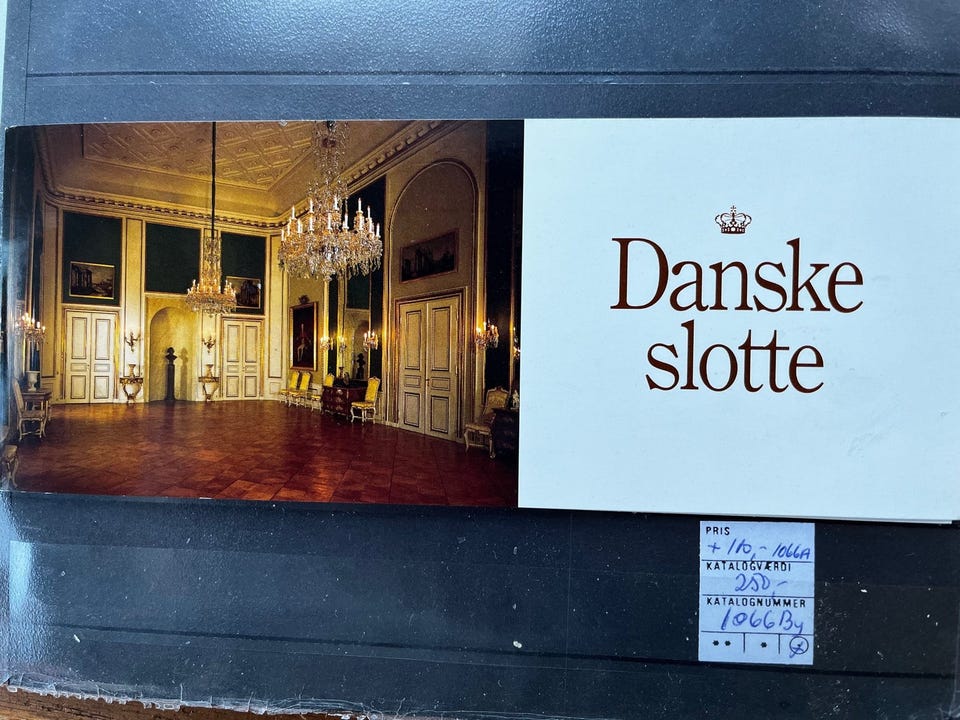 Danske
slotte
PRIS
+ 110,- 1066A
KATALOGVÆRDI
250,-
KATALOGNUMMER
1066By
** | * |